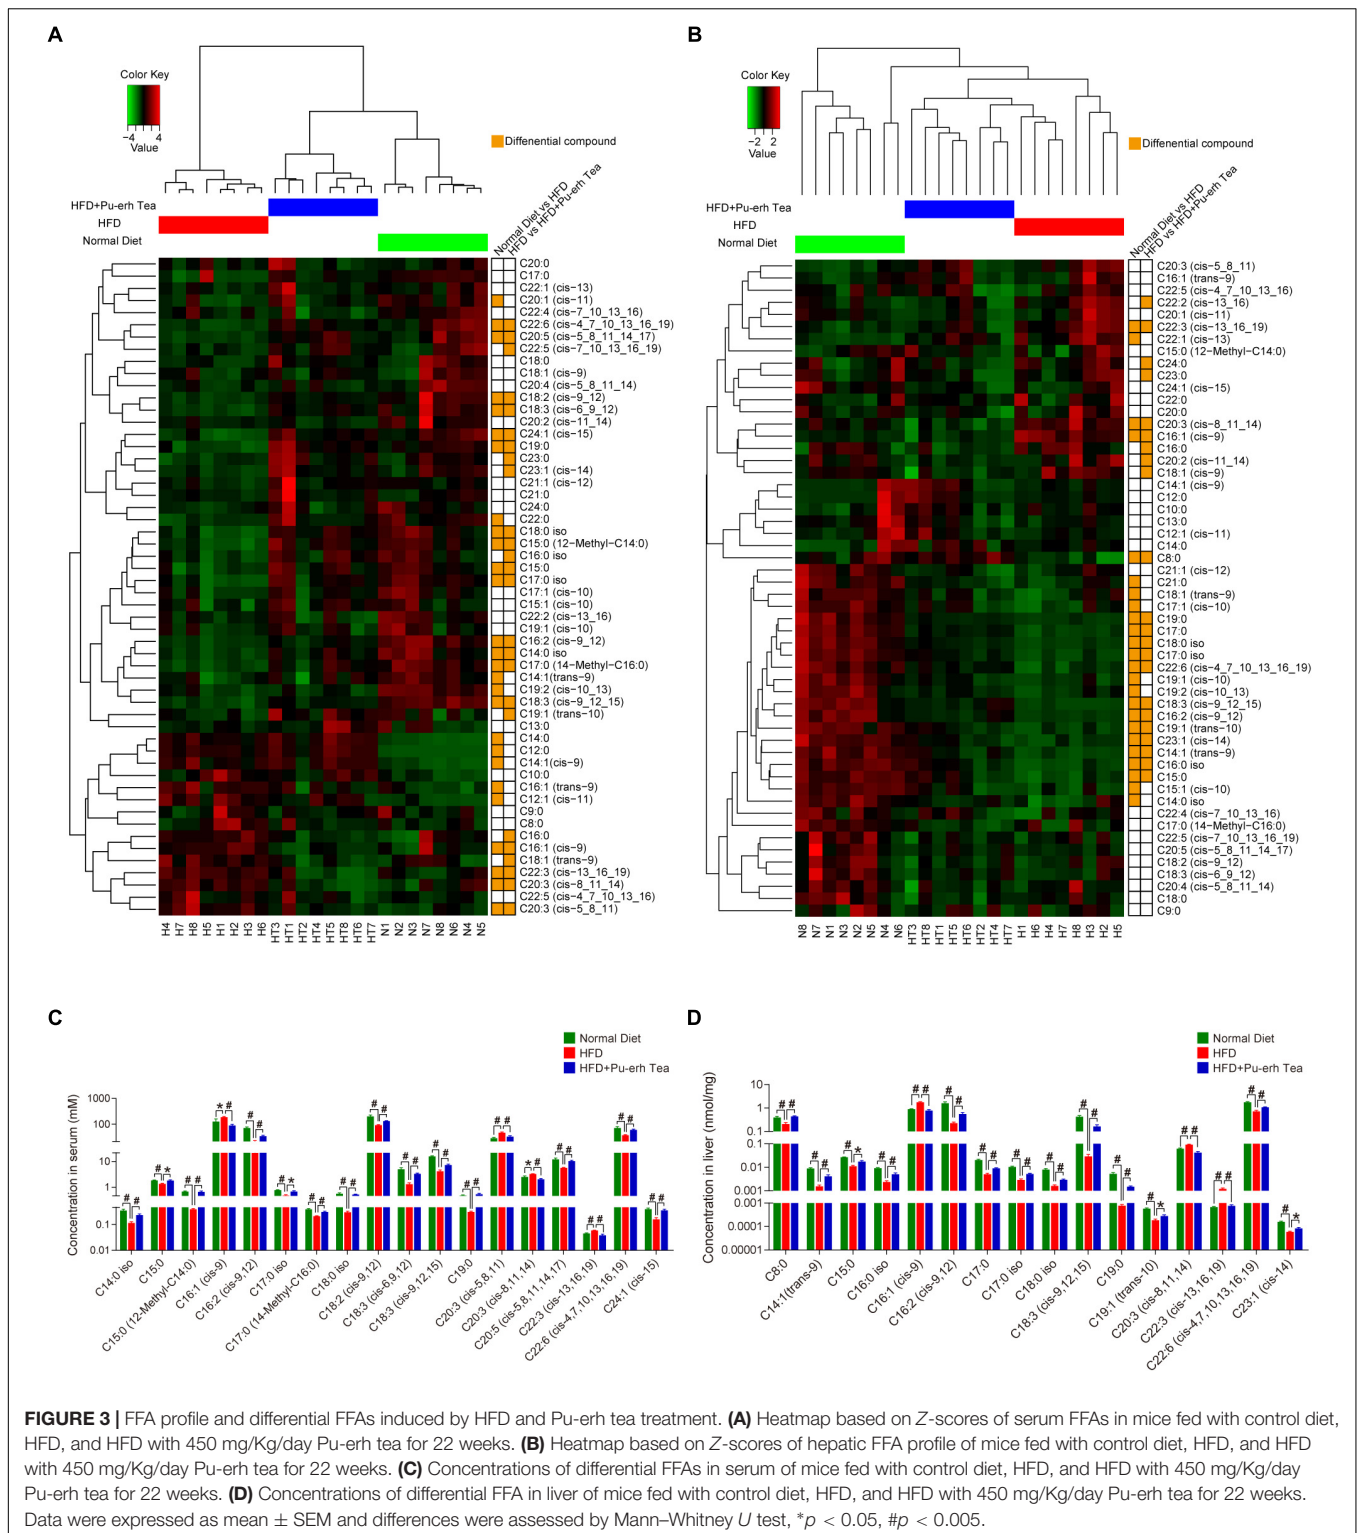 A
Color Key
−4 4
Value
Differential compound
Normal Diet vs HFD
HFD vs HFD+Pu-erh Tea
HFD+Pu-erh Tea
HFD
Normal Diet
C20:0
C17:0
C22:1 (cis−13)
C20:1 (cis−11)
C22:4 (cis−7_10_13_16)
C22:6 (cis−4_7_10_13_16_19)
C20:5 (cis−5_8_11_14_17)
C22:5 (cis−7_10_13_16_19)
C18:0
C18:1 (cis−9)
C20:4 (cis−5_8_11_14)
C18:2 (cis−9_12)
C18:3 (cis−6_9_12)
C20:2 (cis−11_14)
C24:1 (cis−15)
C19:0
C23:0
C23:1 (cis−14)
C21:1 (cis−12)
C21:0
C24:0
C22:0
C18:0 iso
C15:0 (12−Methyl−C14:0)
C16:0 iso
C15:0
C17:0 iso
C17:1 (cis−10)
C15:1 (cis−10)
C22:2 (cis−13_16)
C19:1 (cis−10)
C16:2 (cis−9_12)
C14:0 iso
C17:0 (14−Methyl−C16:0)
C14:1(trans−9)
C19:2 (cis−10_13)
C18:3 (cis−9_12_15)
C19:1 (trans−10)
C13:0
C14:0
C12:0
C14:1(cis−9)
C10:0
C16:1 (trans−9)
C12:1 (cis−11)
C9:0
C8:0
C16:0
C16:1 (cis−9)
C18:1 (trans−9)
C22:3 (cis−13_16_19)
C20:3 (cis−8_11_14)
C22:5 (cis−4_7_10_13_16)
C20:3 (cis−5_8_11)
H4 H7 H8 H5 H1 H2 H3 H6 HT3 HT1 HT2 HT4 HT5 HT8 HT6 HT7 N1 N2 N3 N7 N8 N6 N4 N5
B
Color Key
−2 2
Value
Differential compound
Normal Diet vs HFD
HFD vs HFD+Pu-erh Tea
HFD+Pu-erh Tea
HFD
Normal Diet
C20:3 (cis−5_8_11)
C16:1 (trans−9)
C22:5 (cis−4_7_10_13_16)
C22:2 (cis−13_16)
C20:1 (cis−11)
C22:3 (cis−13_16_19)
C22:1 (cis−13)
C15:0 (12−Methyl−C14:0)
C24:0
C23:0
C24:1 (cis−15)
C22:0
C20:0
C20:3 (cis−8_11_14)
C16:1 (cis−9)
C16:0
C20:2 (cis−11_14)
C18:1 (cis−9)
C14:1 (cis−9)
C12:0
C10:0
C13:0
C12:1 (cis−11)
C14:0
C8:0
C21:1 (cis−12)
C21:0
C18:1 (trans−9)
C17:1 (cis−10)
C19:0
C17:0
C18:0 iso
C17:0 iso
C22:6 (cis−4_7_10_13_16_19)
C19:1 (cis−10)
C19:2 (cis−10_13)
C18:3 (cis−9_12_15)
C16:2 (cis−9_12)
C19:1 (trans−10)
C23:1 (cis−14)
C14:1 (trans−9)
C16:0 iso
C15:0
C15:1 (cis−10)
C14:0 iso
C22:4 (cis−7_10_13_16)
C17:0 (14−Methyl−C16:0)
C22:5 (cis−7_10_13_16_19)
C20:5 (cis−5_8_11_14_17)
C18:2 (cis−9_12)
C18:3 (cis−6_9_12)
C20:4 (cis−5_8_11_14)
C18:0
C9:0
N8 N7 N1 N3 N2 N5 N4 N6 HT3 HT8 HT1 HT5 HT6 HT2 HT4 HT7 H1 H6 H4 H7 H8 H3 H2 H5
C
Normal Diet
HFD
HFD+Pu-erh Tea
Concentration in serum (mM)
1000
100
10
1
0.1
0.01
# # # * # # * # # # # # * # # # # # # # # # # # # # * # # # # # # # # #
C14:0 iso
C15:0
C15:0 (12-Methyl-C14:0)
C16:1 (cis-9)
C16:2 (cis-9,12)
C17:0 iso
C17:0 (14-Methyl-C16:0)
C18:0 iso
C18:2 (cis-9,12)
C18:3 (cis-6,9,12)
C18:3 (cis-9,12,15)
C19:0
C20:3 (cis-5,8,11)
C20:3 (cis-8,11,14)
C20:5 (cis-5,8,11,14,17)
C22:3 (cis-13,16,19)
C22:6 (cis-4,7,10,13,16,19)
C24:1 (cis-15)
D
Normal Diet
HFD
HFD+Pu-erh Tea
Concentration in liver (nmol/mg)
10
1
0.1
0.01
0.001
0.001
0.0001
0.00001
# # # # # * # # # # # # # # # # # # # # # # # * # # # # # # # *
C8:0
C14:1(trans-9)
C15:0
C16:0 iso
C16:1 (cis-9)
C16:2 (cis-9,12)
C17:0
C17:0 iso
C18:0 iso
C18:3 (cis-9,12,15)
C19:0
C19:1 (trans-10)
C20:3 (cis-8,11,14)
C22:3 (cis-13,16,19)
C22:6 (cis-4,7,10,13,16,19)
C23:1 (cis-14)
FIGURE 3 | FFA profile and differential FFAs induced by HFD and Pu-erh tea treatment. (A) Heatmap based on Z-scores of serum FFAs in mice fed with control diet,
HFD, and HFD with 450 mg/Kg/day Pu-erh tea for 22 weeks. (B) Heatmap based on Z-scores of hepatic FFA profile of mice fed with control diet, HFD, and HFD
with 450 mg/Kg/day Pu-erh tea for 22 weeks. (C) Concentrations of differential FFAs in serum of mice fed with control diet, HFD, and HFD with 450 mg/Kg/day
Pu-erh tea for 22 weeks. (D) Concentrations of differential FFA in liver of mice fed with control diet, HFD, and HFD with 450 mg/Kg/day Pu-erh tea for 22 weeks.
Data were expressed as mean ± SEM and differences were assessed by Mann–Whitney U test, *p < 0.05, #p < 0.005.